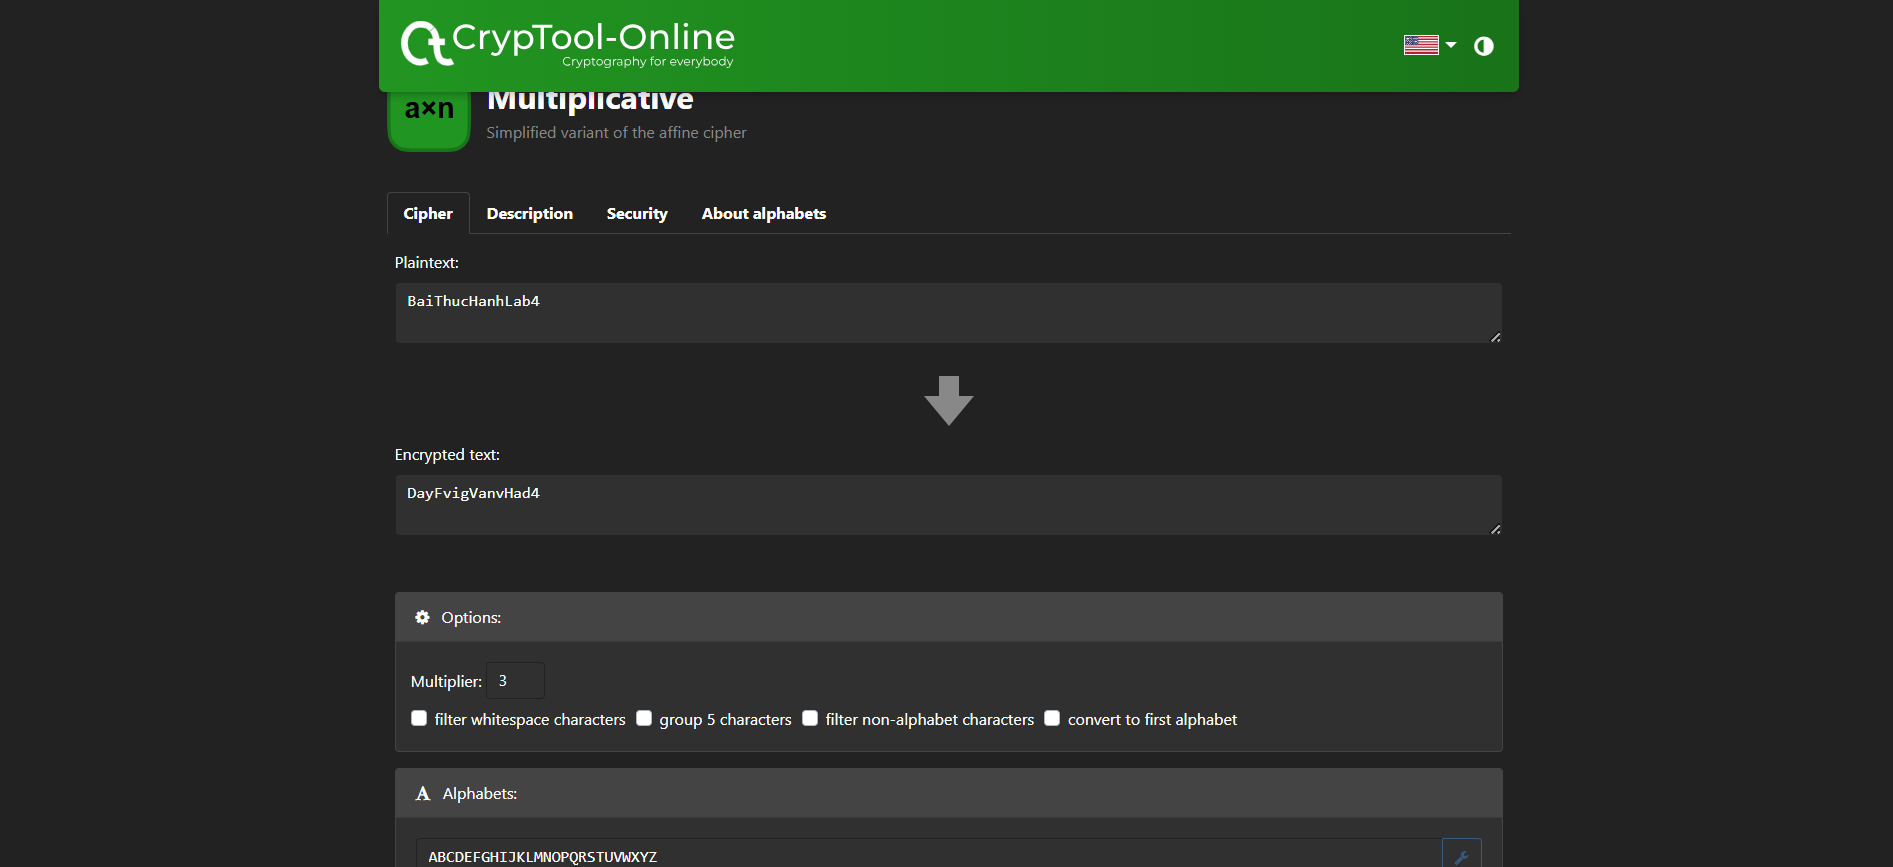 CrypTool-Online
Cryptography for everybody
a×n
Multiplicative
Simplified variant of the affine cipher
Cipher Description Security About alphabets
Plaintext:
BaiThucHanhLab4
Encrypted text:
DayFvigVanvHad4
Options:
Multiplier: 3
filter whitespace characters group 5 characters filter non-alphabet characters convert to first alphabet
A Alphabets:
ABCDEFGHIJKLMNOPQRSTUVWXYZ